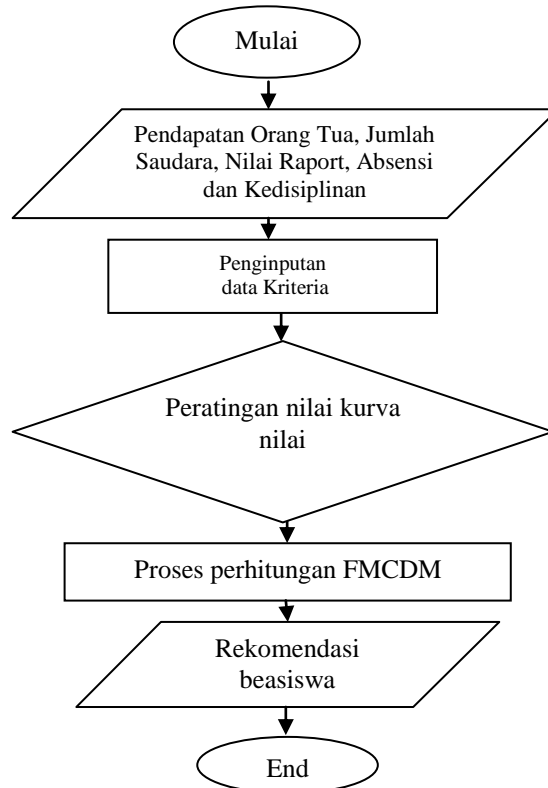 Mulai
Pendapatan Orang Tua, Jumlah
Saudara, Nilai Raport, Absensi
dan Kedisiplinan
Penginputan
data Kriteria
Peratingan nilai kurva
nilai
Proses perhitungan FMCDM
Rekomendasi
beasiswa
End